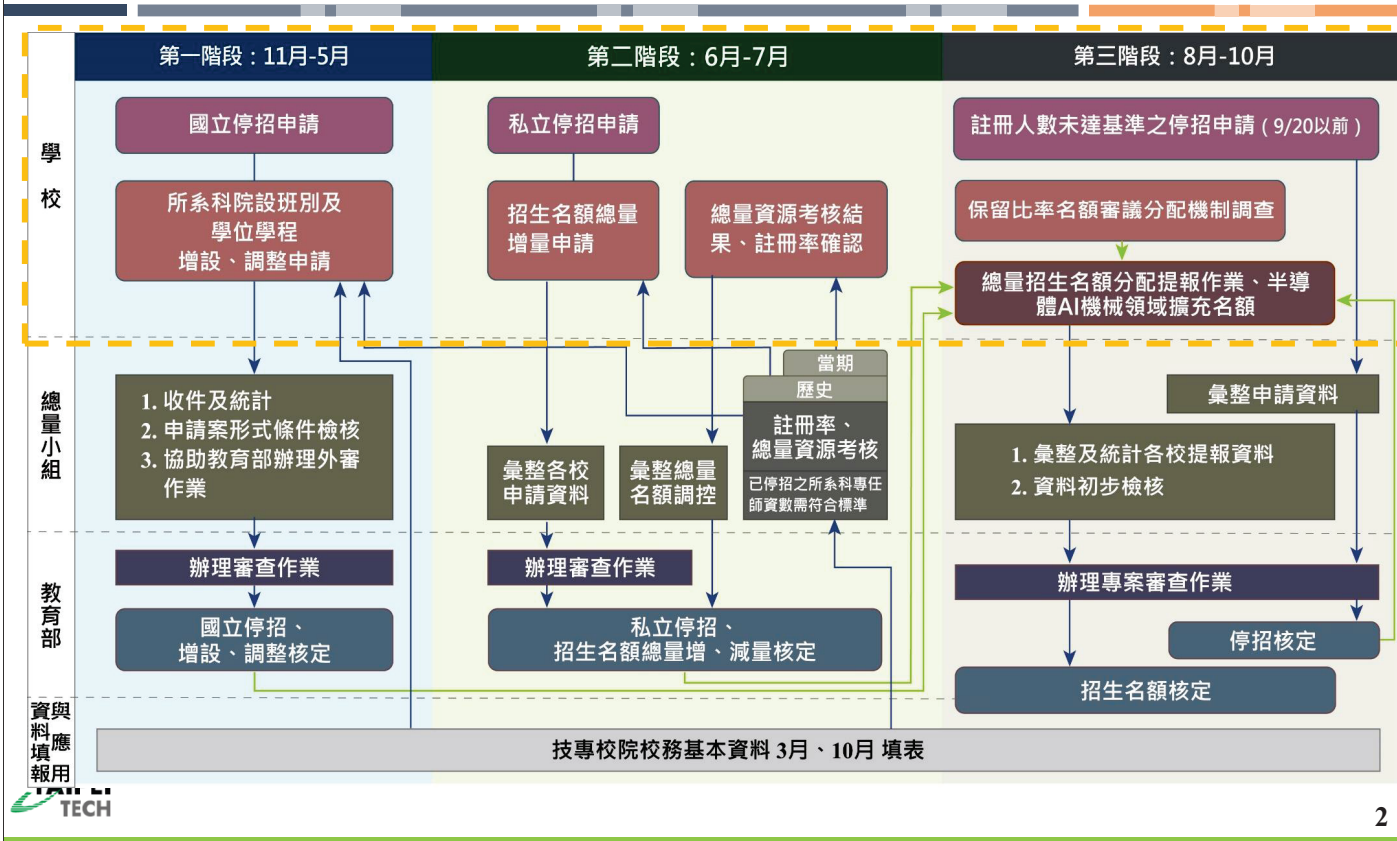 第一階段：11月-5月
第二階段：6月-7月
第三階段：8月-10月
學
校
國立停招申請
所系科院設班別及
學位學程
增設、調整申請
私立停招申請
招生名額總量
增量申請
總量資源考核結
果、註冊率確認
註冊人數未達基準之停招申請（9/20以前）
保留比率名額審議分配機制調查
總量招生名額分配提報作業、半導
體AI機械領域擴充名額
總
量
小
組
1. 收件及統計
2. 申請案形式條件檢核
3. 協助教育部辦理外審
作業
彙整各校
申請資料
彙整總量
名額調控
當期
歷史
註冊率、
總量資源考核
已停招之所系科專任
師資數需符合標準
彙整申請資料
1. 彙整及統計各校提報資料
2. 資料初步檢核
教
育
部
辦理審查作業
國立停招、
增設、調整核定
辦理審查作業
私立停招、
招生名額總量增、減量核定
辦理專案審查作業
停招核定
招生名額核定
資料填報
與應用
技專校院校務基本資料 3月、10月 填表
TAIPEI
TECH
2